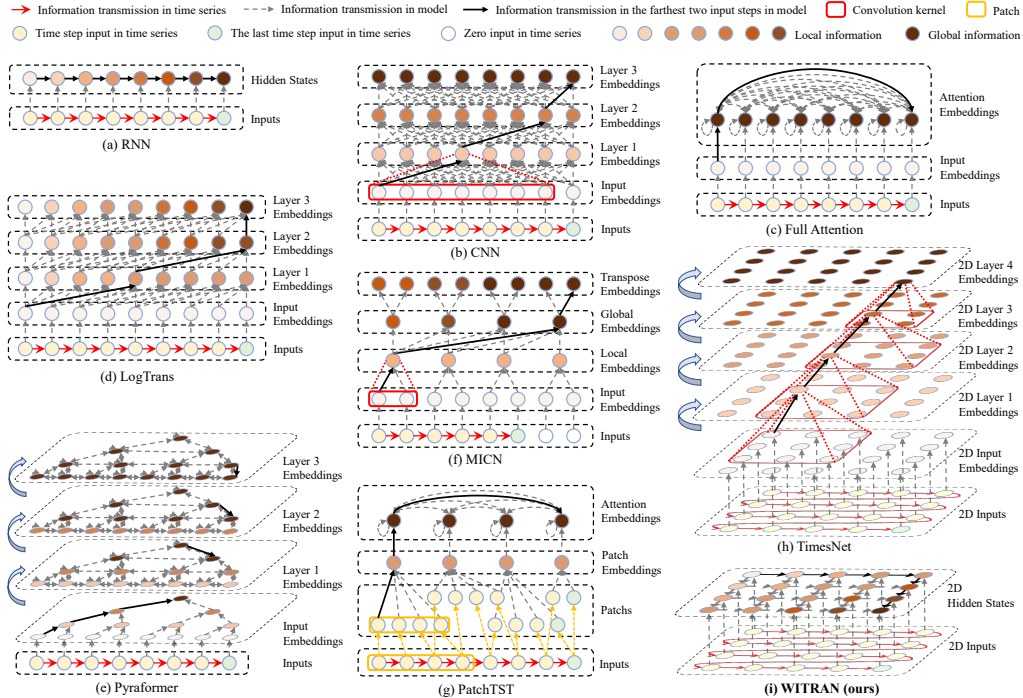 Information transmission in time series
Information transmission in model
Information transmission in the farthest two input steps in model
Convolution kernel
Patch
Time step input in time series
The last time step input in time series
Zero input in time series
Local information
Global information
Hidden States
Inputs
(a) RNN
Layer 3
Embeddings
Layer 2
Embeddings
Layer 1
Embeddings
Input
Embeddings
Inputs
(b) CNN
Attention
Embeddings
Input
Embeddings
Inputs
(c) Full Attention
Layer 3
Embeddings
Layer 2
Embeddings
Layer 1
Embeddings
Input
Embeddings
Inputs
(d) LogTrans
Layer 3
Embeddings
Layer 2
Embeddings
Layer 1
Embeddings
Input
Embeddings
Inputs
(e) Pyraformer
Transpose
Embeddings
Global
Embeddings
Local
Embeddings
Input
Embeddings
Inputs
(f) MICN
Attention
Embeddings
Patch
Embeddings
Patchs
Inputs
(g) PatchTST
2D Layer 4
Embeddings
2D Layer 3
Embeddings
2D Layer 2
Embeddings
2D Layer 1
Embeddings
2D Input
Embeddings
2D Inputs
(h) TimesNet
2D
Hidden States
2D Inputs
(i) WITRAN (ours)